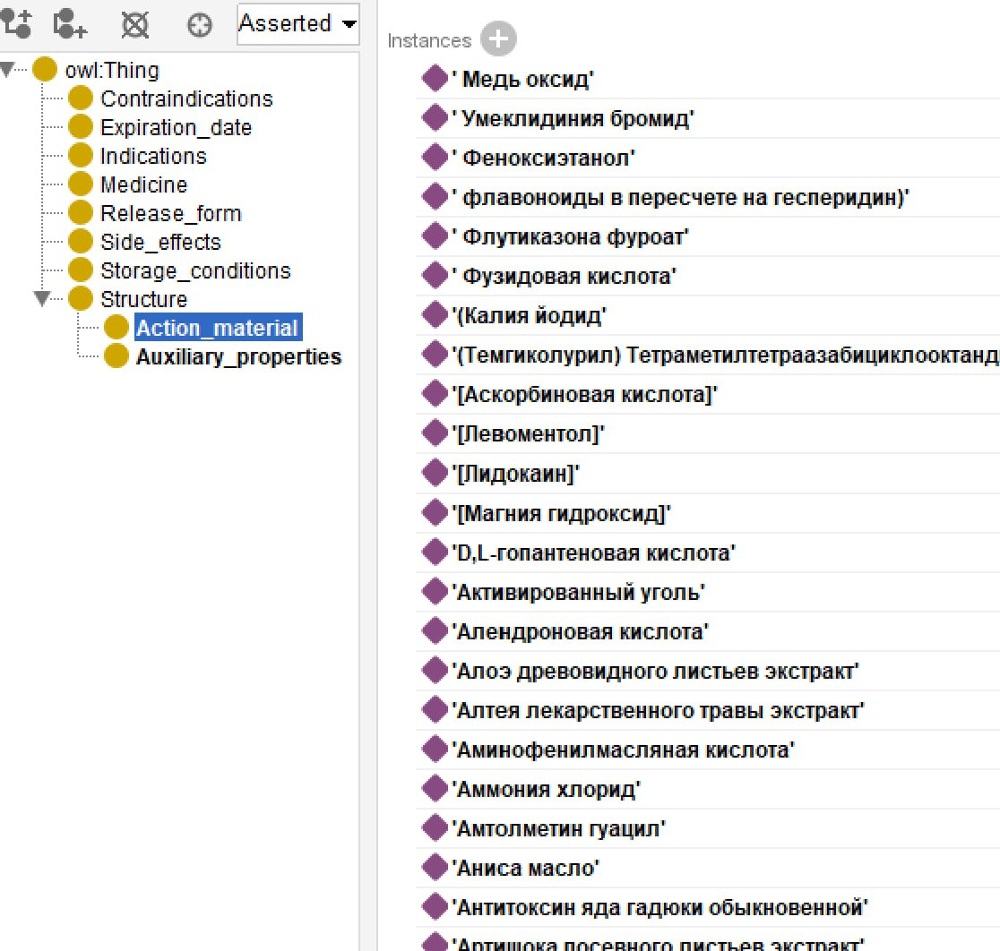 Asserted
owl:Thing
Contraindications
Expiration_date
Indications
Medicine
Release_form
Side_effects
Storage_conditions
Structure
Action_material
Auxiliary_properties
Instances
' Медь оксид'
' Умеклидиния бромид'
' Феноксиэтанол'
' флавоноиды в пересчете на гесперидин)'
' Флутиказона фуроат'
' Фузидовая кислота'
'(Калия йодид'
'(Темгиколурил) Тетраметилтетраазабициклооктанд
'[Аскорбиновая кислота]'
'[Левоментол]'
'[Лидокаин]'
'[Магния гидроксид]'
'D,L-гопантеновая кислота'
'Активированный уголь'
'Алендроновая кислота'
'Алоэ древовидного листьев экстракт'
'Алтея лекарственного травы экстракт'
'Аминофенилмасляная кислота'
'Аммония хлорид'
'Амтолметин гуацил'
'Аниса масло'
'Антитоксин яда гадюки обыкновенной'
'Артишока посевного листьев экстракт'